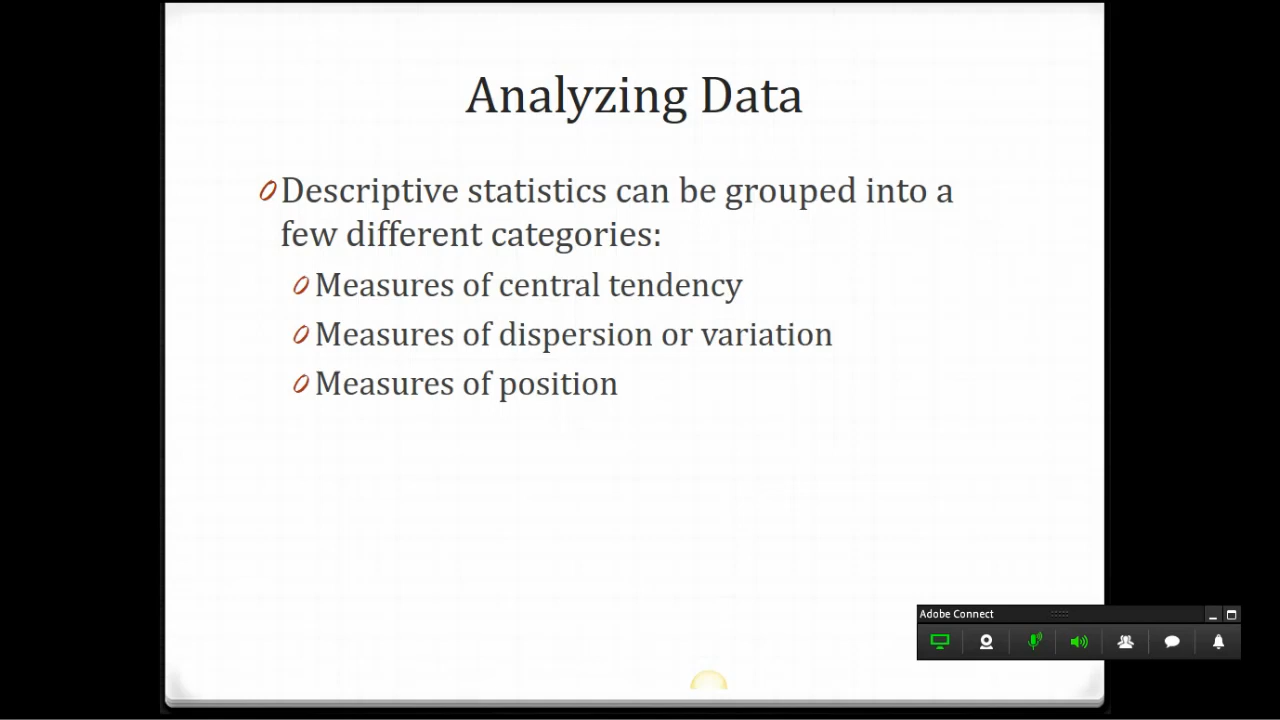 Analyzing Data
Descriptive statistics can be grouped into a
few different categories:
Measures of central tendency
Measures of dispersion or variation
Measures of position
Adobe Connect